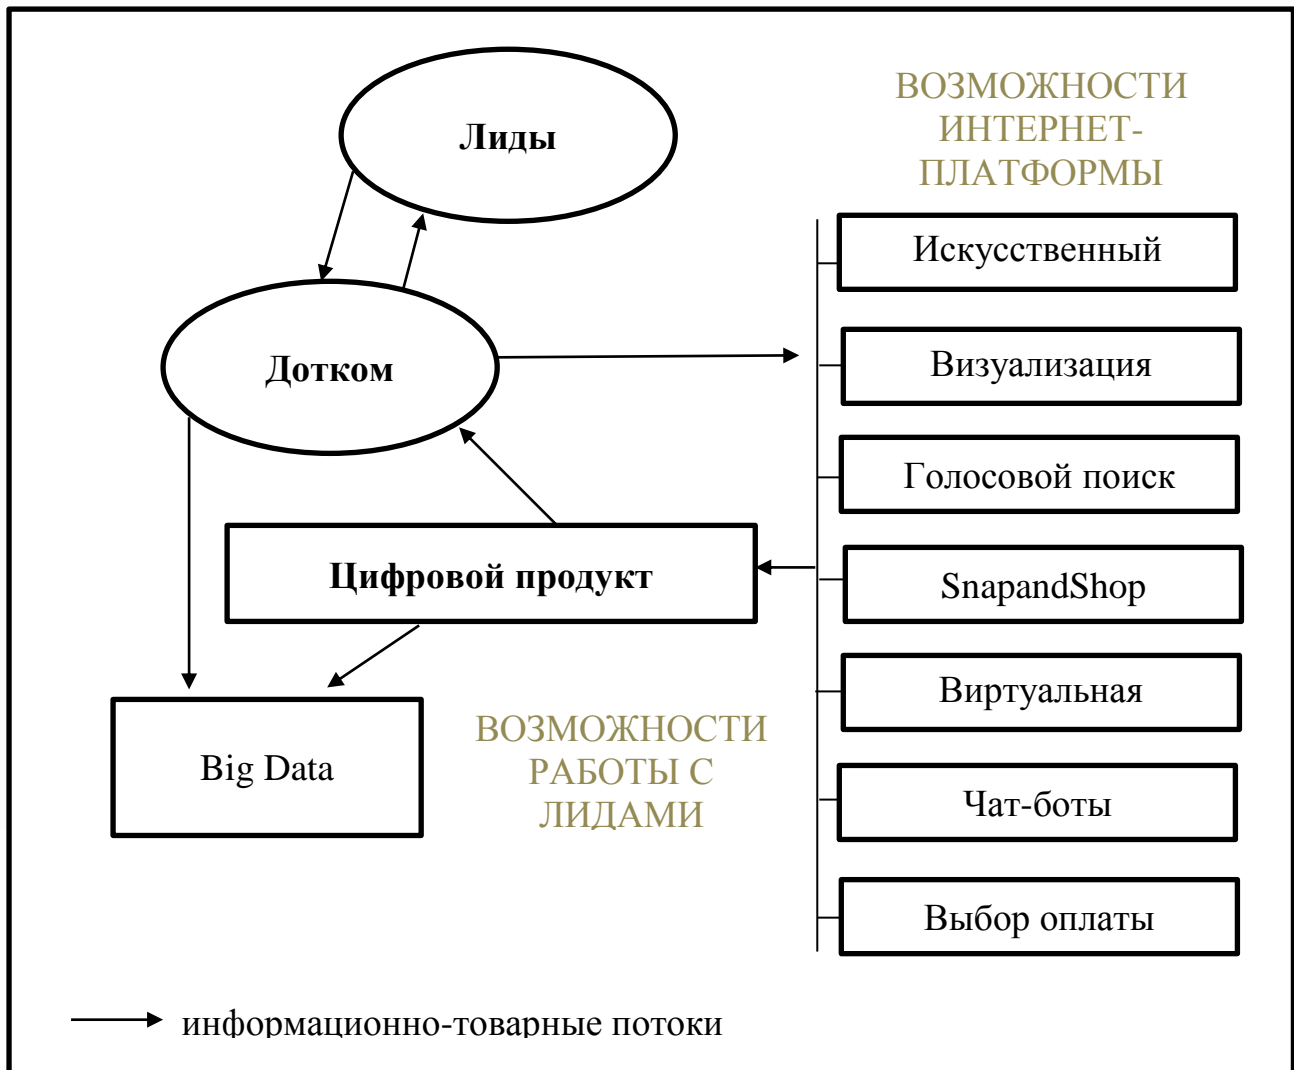 Лиды
ВОЗМОЖНОСТИ
ИНТЕРНЕТ-
ПЛАТФОРМЫ
Искусственный
Дотком
Визуализация
Голосовой поиск
Цифровой продукт
SnapandShop
Виртуальная
Big Data
ВОЗМОЖНОСТИ
РАБОТЫ С
ЛИДАМИ
Чат-боты
Выбор оплаты
информационно-товарные потоки